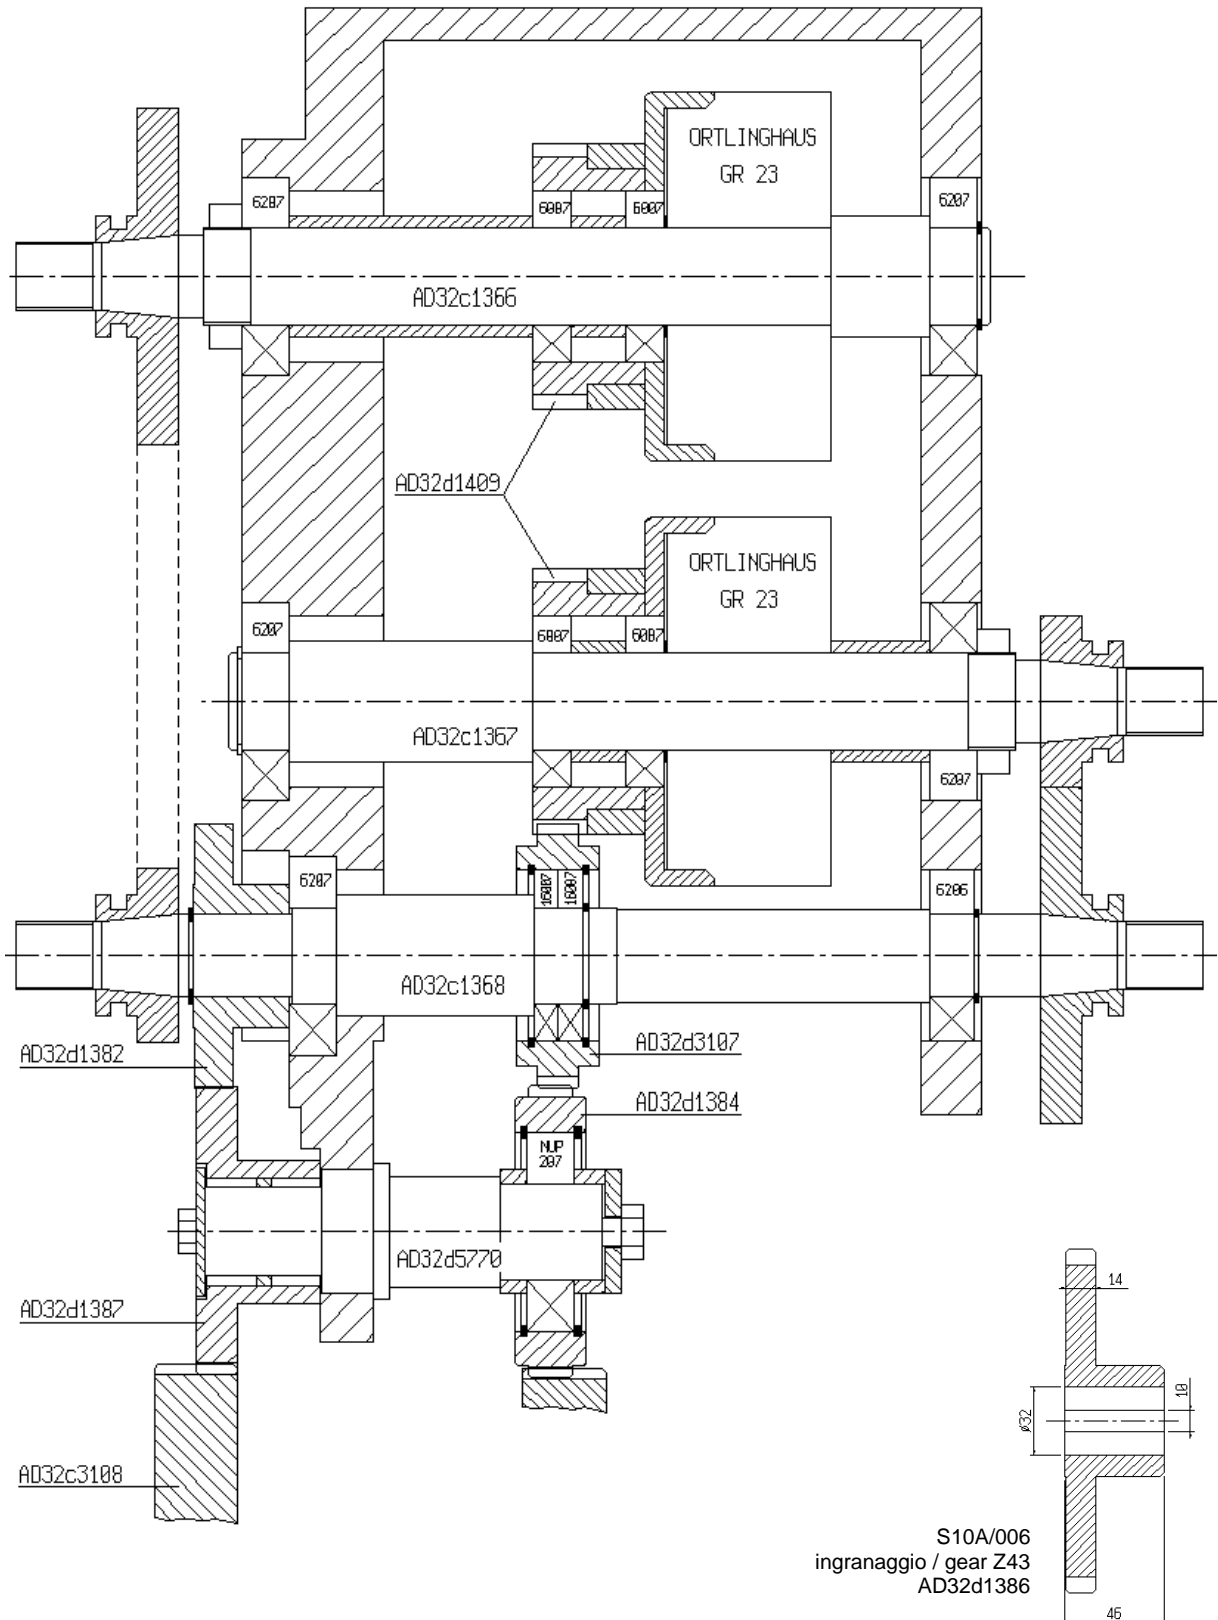 ORTLINGHAUS
GR 23
6207
6007
6007
6207
AD32c1366
AD32d1409
ORTLINGHAUS
GR 23
6207
6007
6007
AD32c1367
6207
6207
16007
16007
6206
AD32c1368
AD32d1382
AD32d3107
AD32d1384
NUP
207
AD32d5770
AD32d1387
14
10
ø32
AD32c3108
S10A/006
ingranaggio / gear Z43
AD32d1386
46